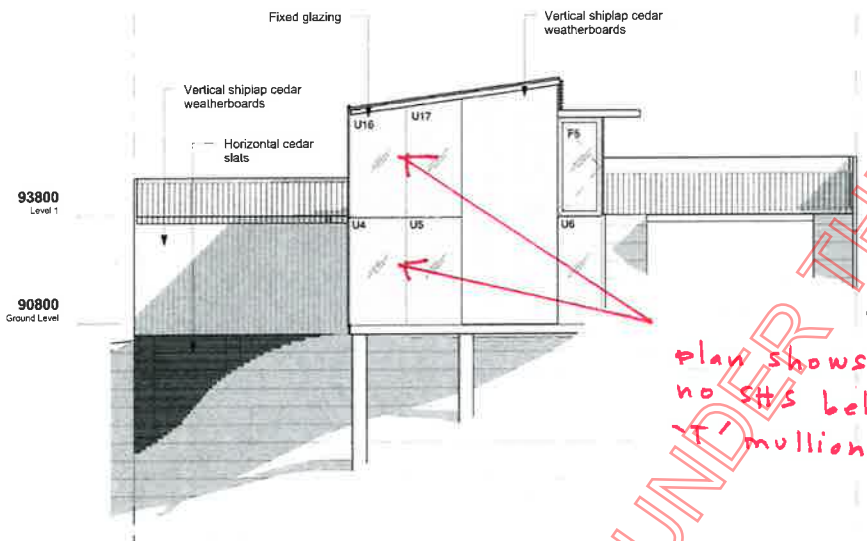 Fixed glazing
Vertical shiplap cedar
weatherboards
Vertical shiplap cedar
weatherboards
Horizontal cedar
slats
U16
U17
F5
93800
Level 1
U4
U5
U6
90800
Ground Level
plan shows
no SHS
'T' mullion
UNDER